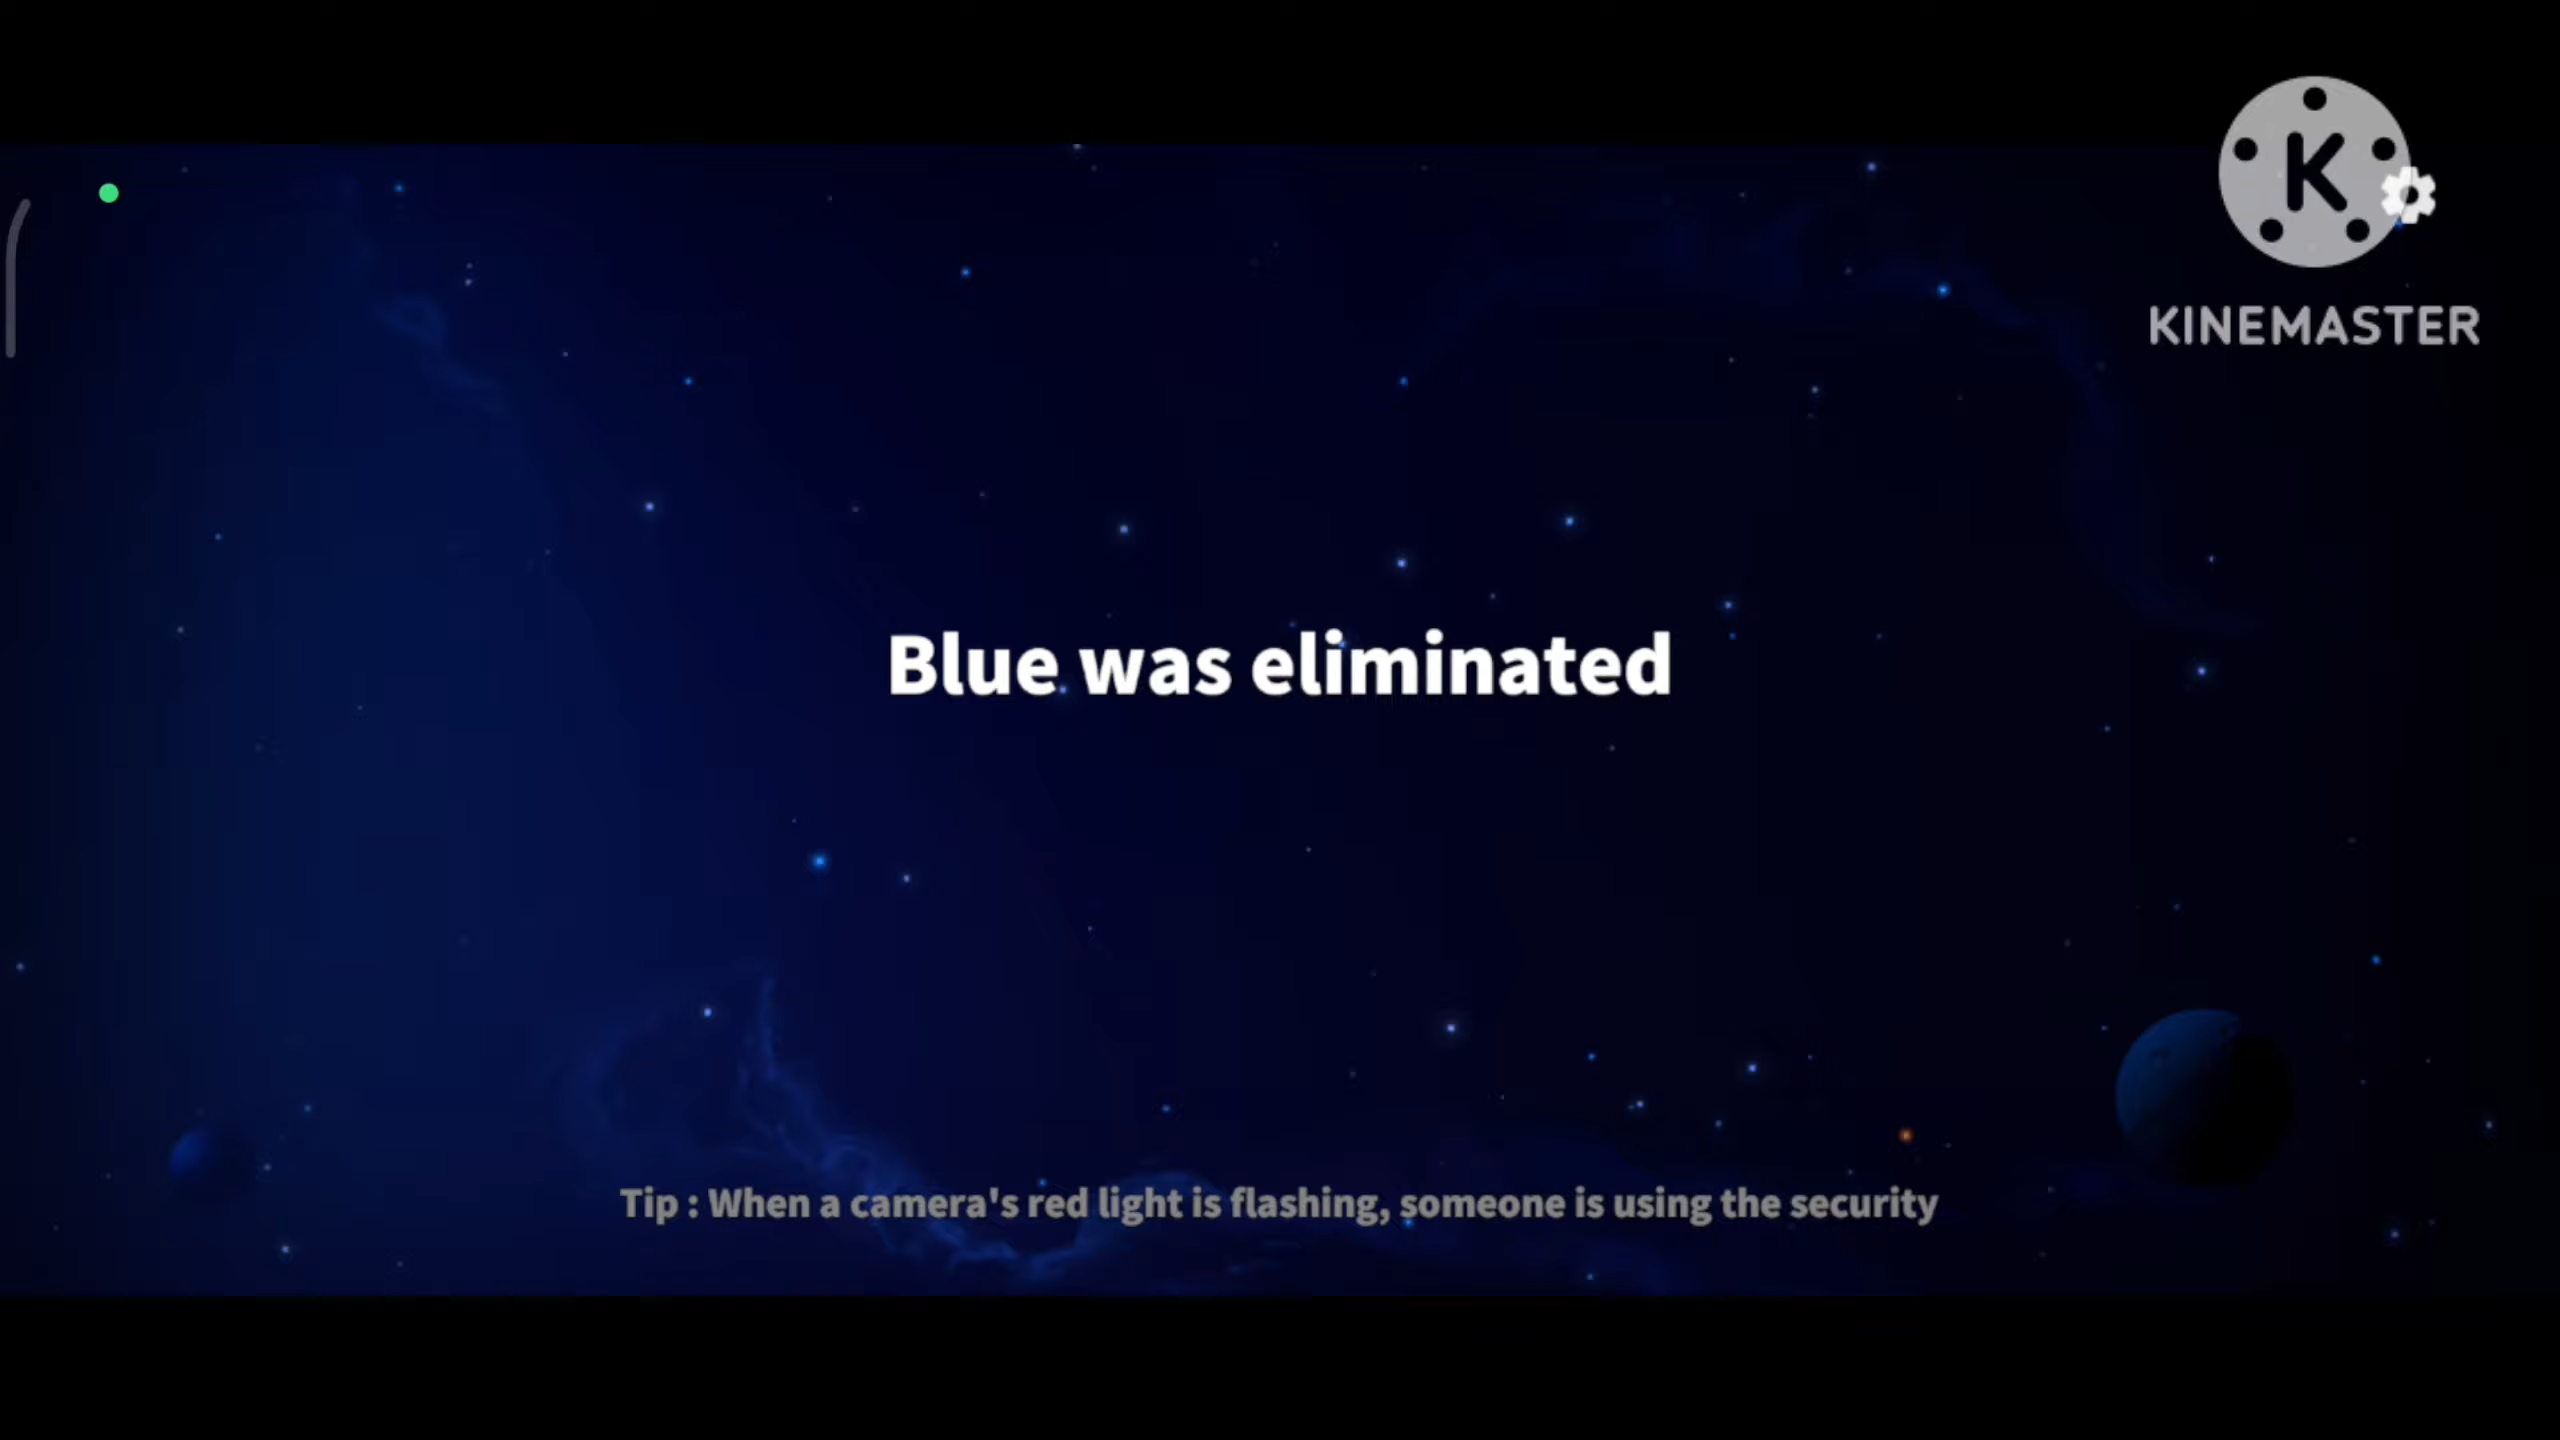 K
KINEMASTER
Blue was eliminated
Tip : When a camera's red light is flashing, someone is using the security